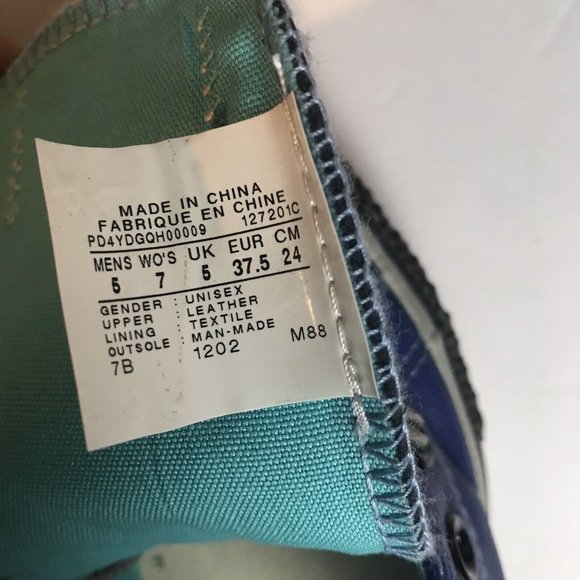 MADE IN CHINA
FABRIQUE EN CHINE
PD4YDGQH00009 127201C
MENS WO'S UK EUR CM
5 7 5 37.5 24
GENDER : UNISEX
UPPER : LEATHER
LINING : TEXTILE
OUTSOLE : MAN-MADE
7B 1202 M88